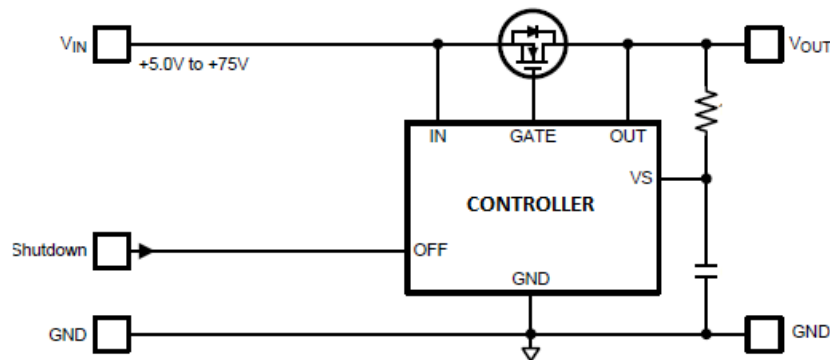 VIN
VOUT
+5.0V to +75V
IN
GATE
OUT
VS
CONTROLLER
Shutdown
OFF
GND
GND
GND